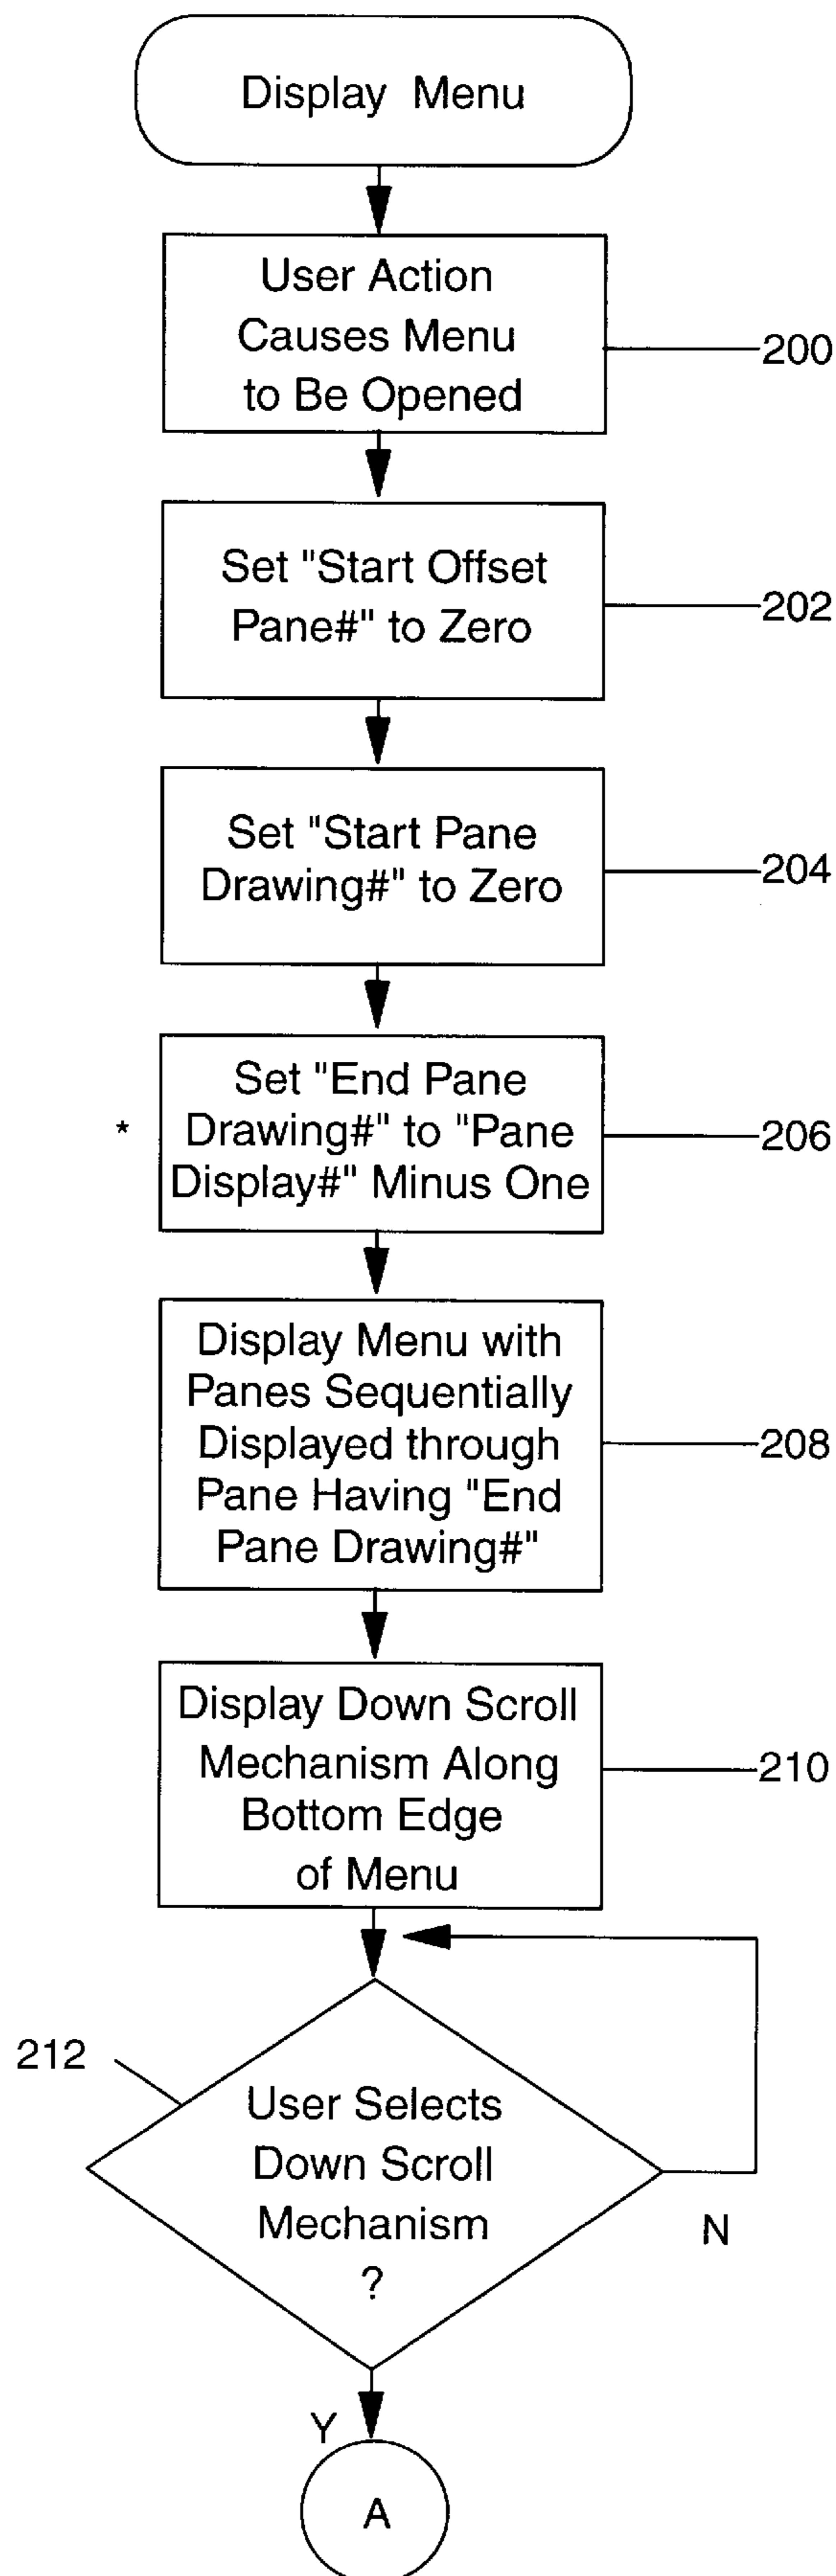 Display Menu
User Action
Causes Menu
to Be Opened
200
Set "Start Offset
Pane#" to Zero
202
Set "Start Pane
Drawing#" to Zero
204
Set "End Pane
* Drawing#" to "Pane
Display#" Minus One
206
Display Menu with
Panes Sequentially
Displayed through
Pane Having "End
Pane Drawing#"
208
Display Down Scroll
Mechanism Along
Bottom Edge
of Menu
210
212
User Selects
Down Scroll
Mechanism
?
N
Y
A